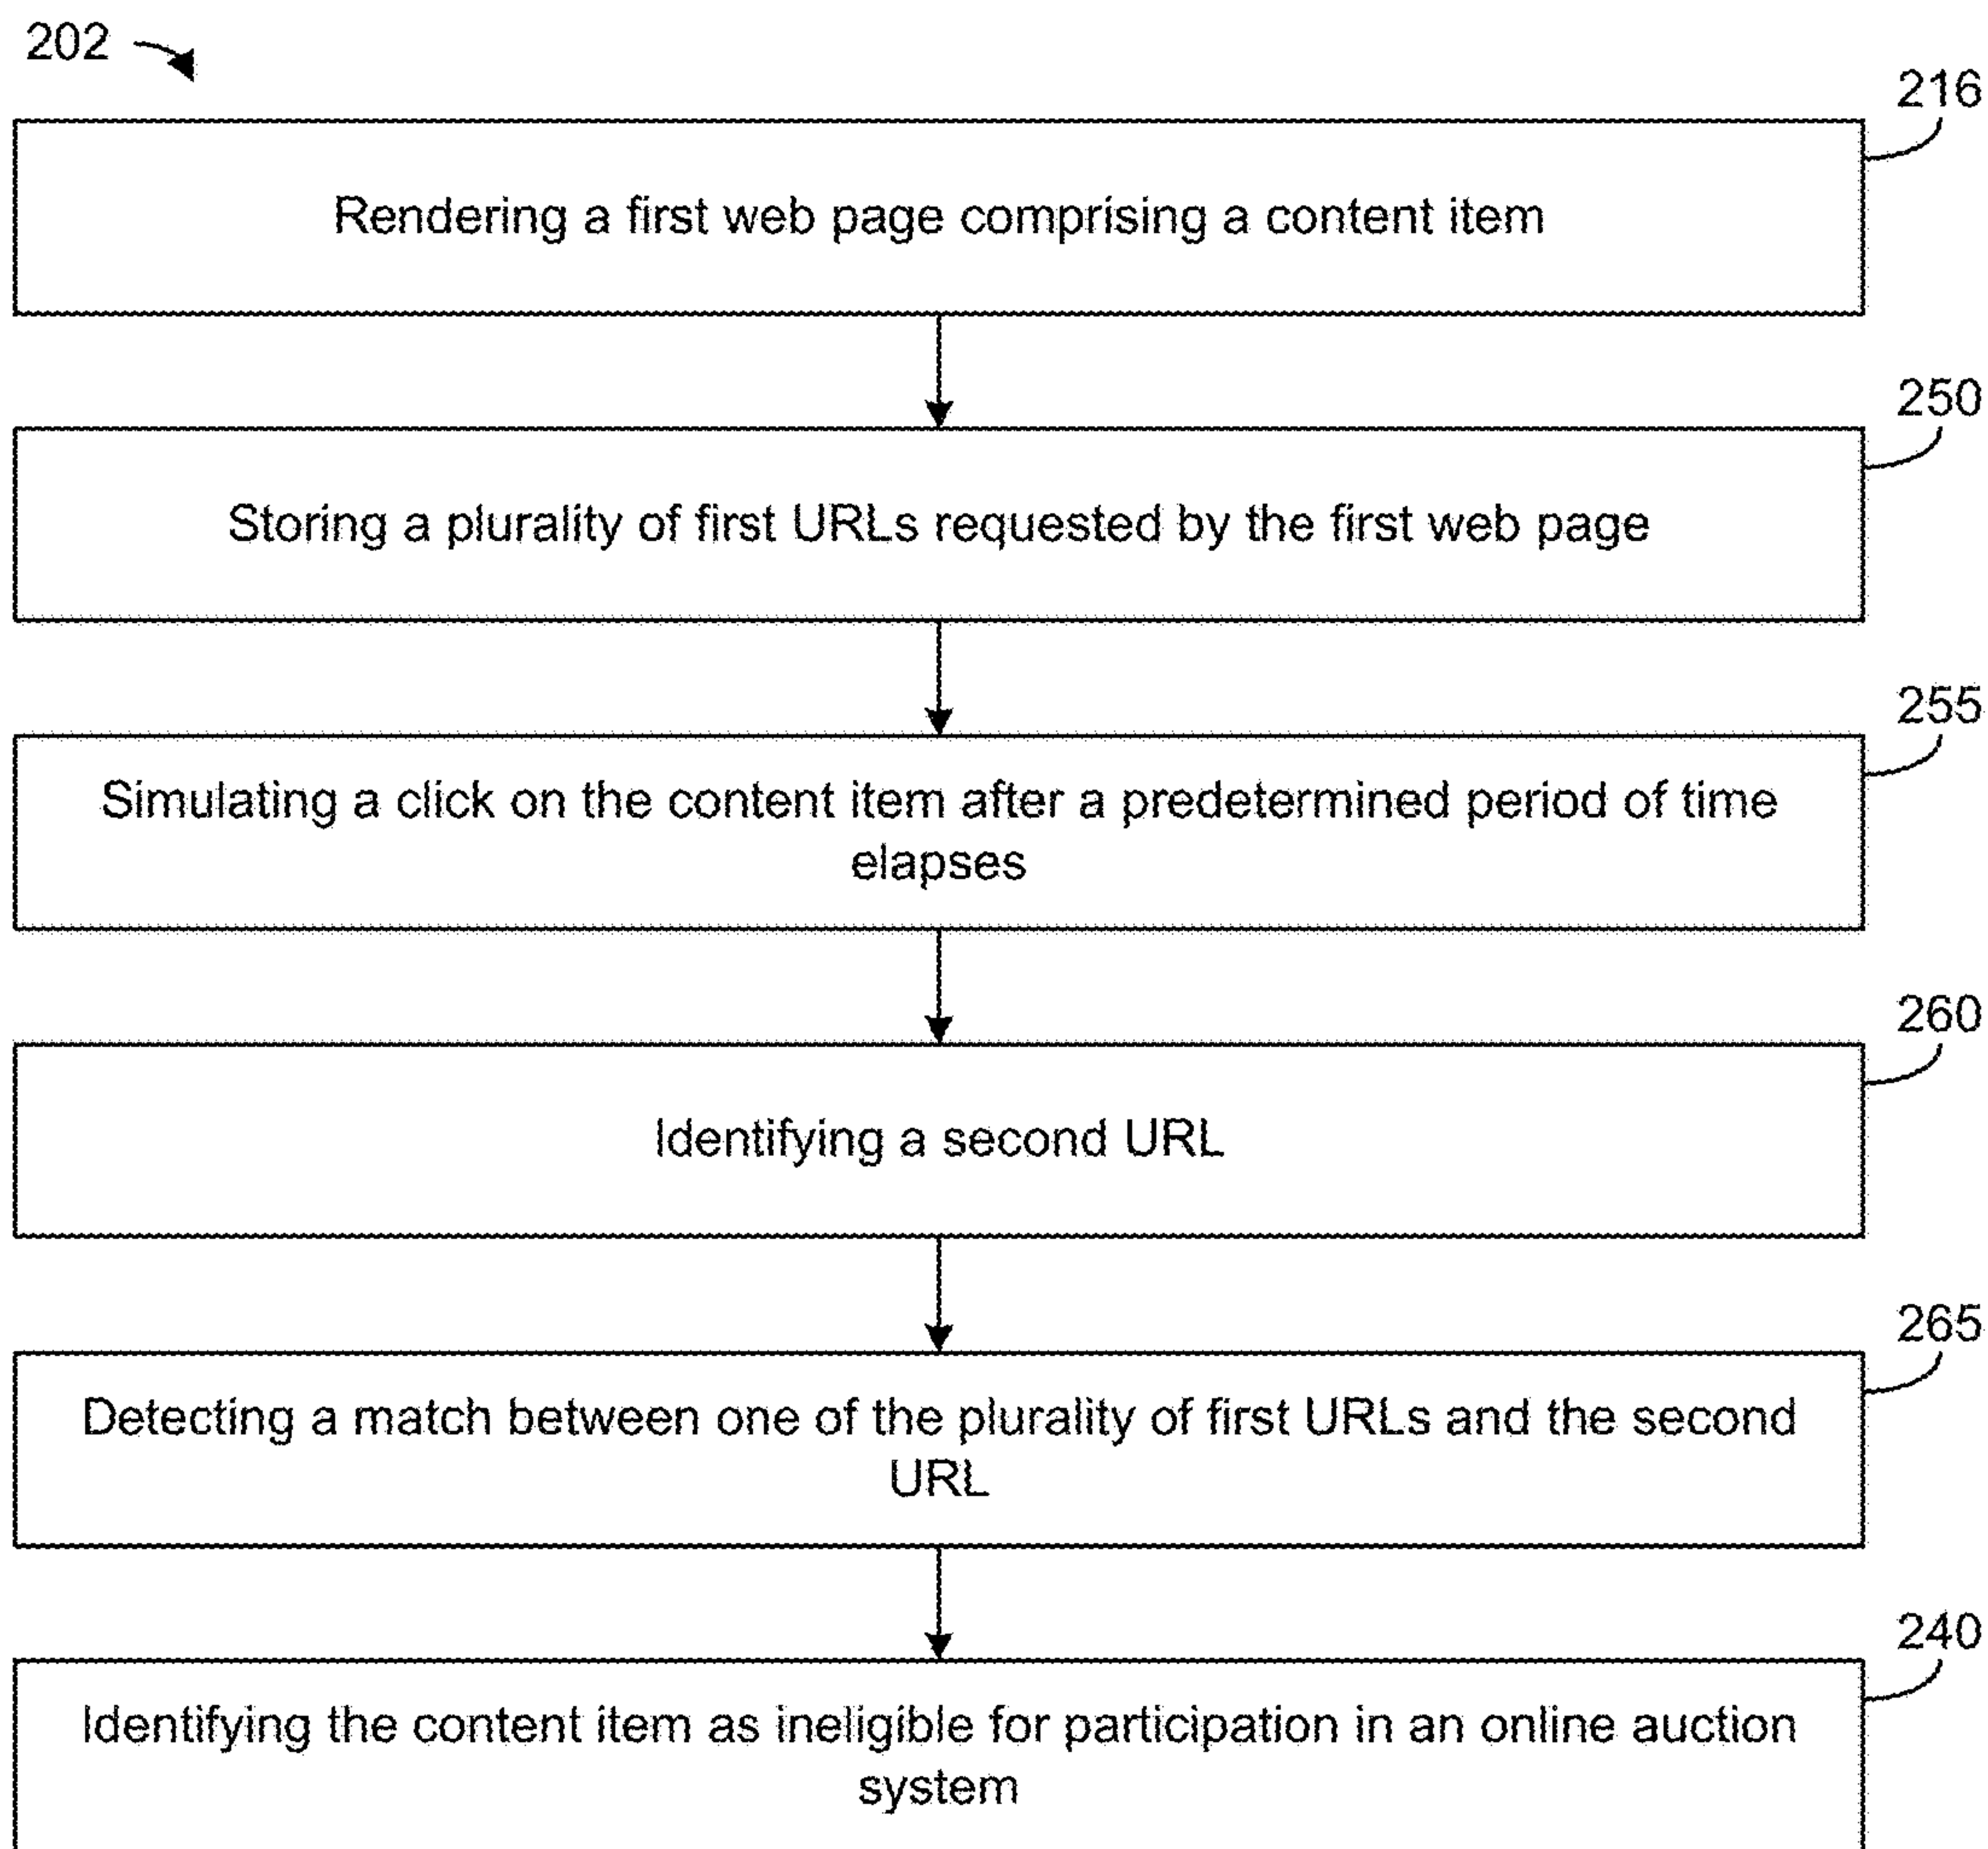 202
216
Rendering a first web page comprising a content item
250
Storing a plurality of first URLs requested by the first web page
255
Simulating a click on the content item after a predetermined period of time
elapses
260
Identifying a second URL
265
Detecting a match between one of the plurality of first URLs and the second
URL
240
Identifying the content item as ineligible for participation in an online auction
system